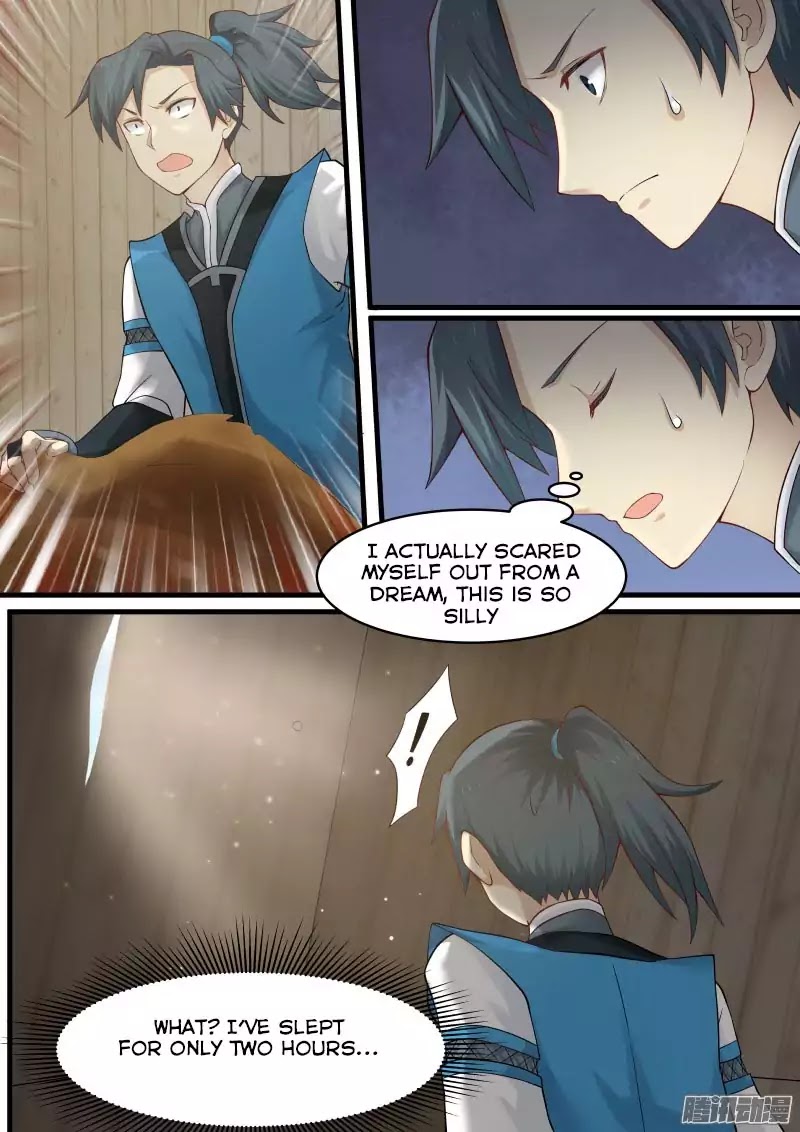 I ACTUALLY SCARED
MYSELF OUT FROM A
DREAM, THIS IS SO
SILLY
!
WHAT? I'VE SLEPT
FOR ONLY TWO HOURS...
腾讯动漫